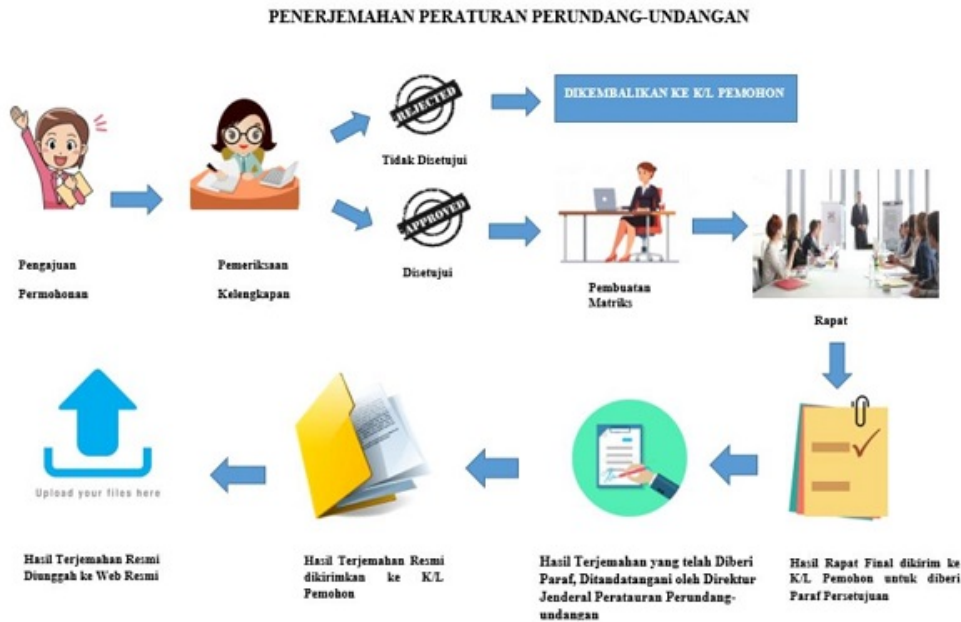 PENERJEMAHAN PERATURAN PERUNDANG-UNDANGAN
REJECTED
DIKEMBALIKAN KE K/L PEMOHON
Tidak Disetujui
APPROVED
Pengajuan
Permohonan
Pemeriksaan
Kelengkapan
Disetujui
Pembuatan
Matriks
Rapat
Upload your files here
Hasil Terjemahan Resmi
Diunggah ke Web Resmi
Hasil Terjemahan Resmi
dikirimkan ke K/L
Pemohon
Hasil Terjemahan yang telah Diberi
Paraf, Ditandatangani oleh Direktur
Jenderal Peratauran Perundang-
undangan
Hasil Rapat Final dikirim ke
K/L Pemohon untuk diberi
Paraf Persetujuan